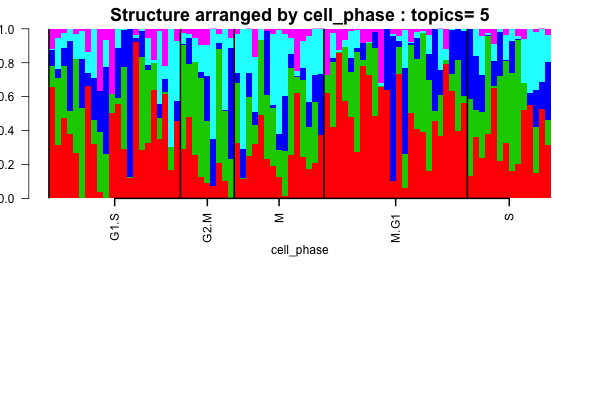 Structure arranged by cell_phase : topics= 5
1.0
0.8
0.6
0.4
0.2
0.0
G1.S
G2.M
M
M.G1
S
cell_phase